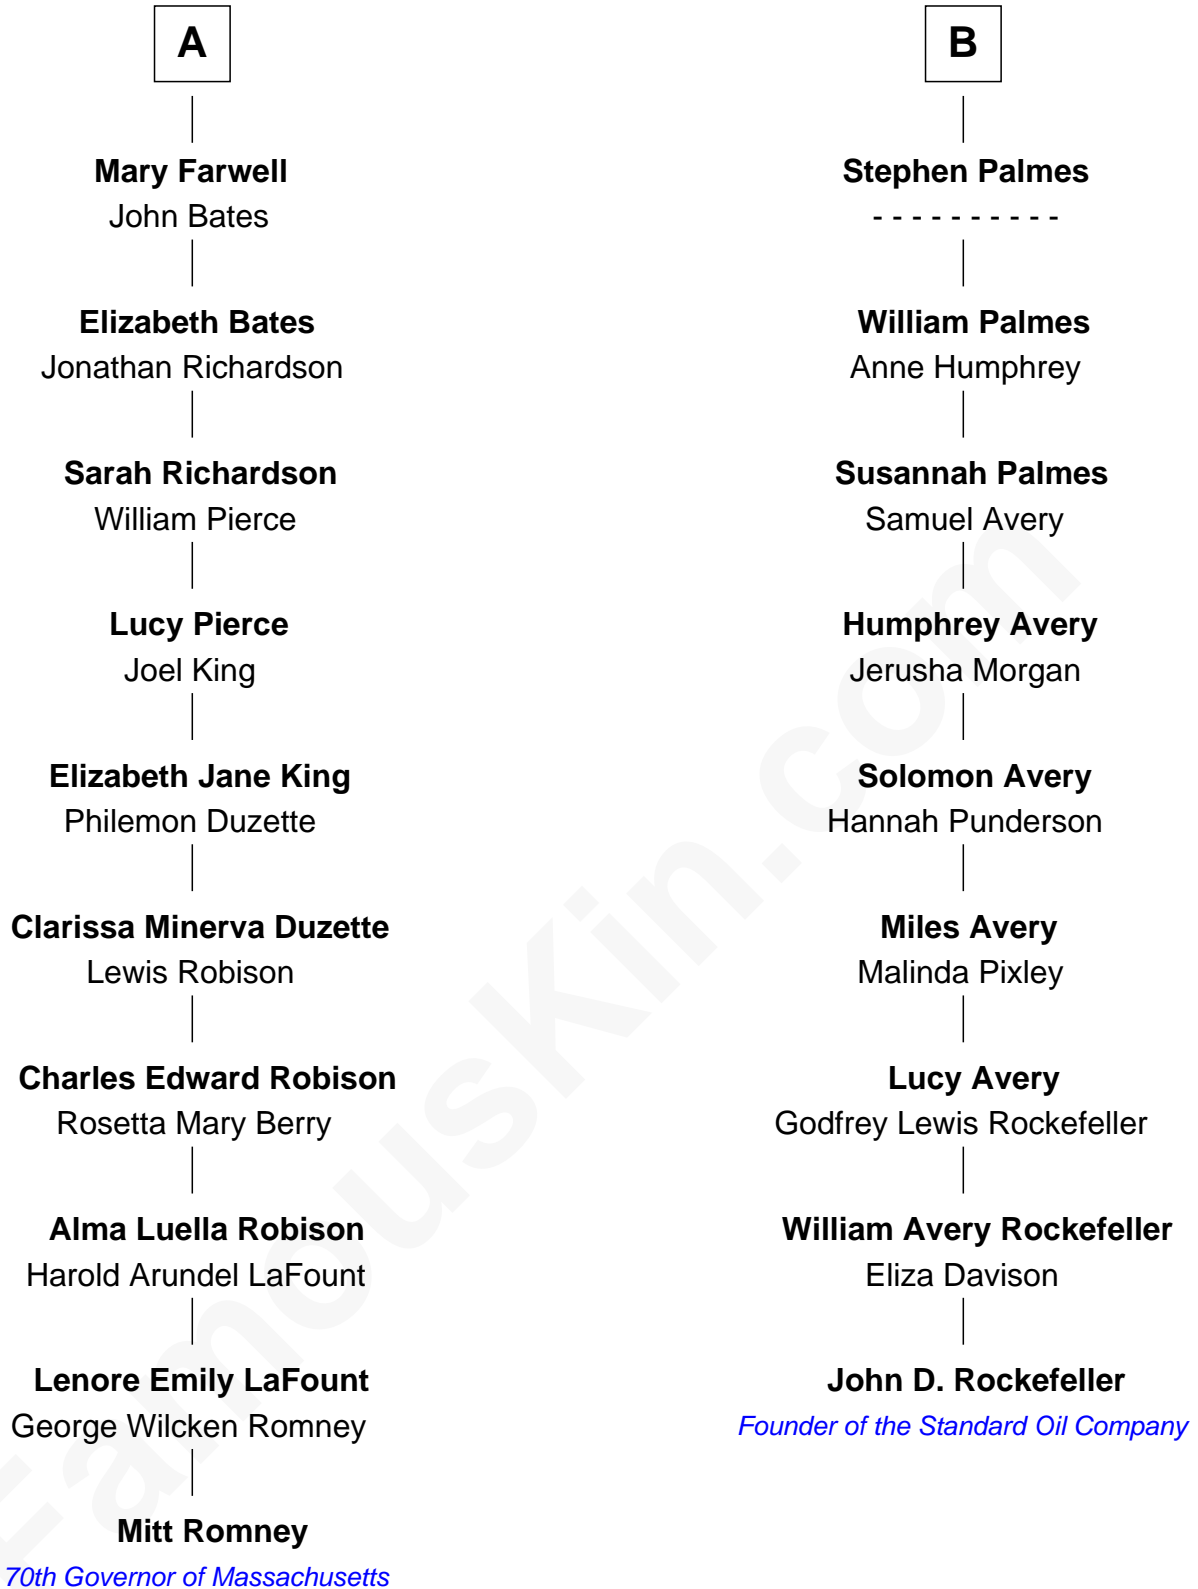 A
Mary Farwell
John Bates
Elizabeth Bates
Jonathan Richardson
Sarah Richardson
William Pierce
Lucy Pierce
Joel King
Elizabeth Jane King
Philemon Duzette
Clarissa Minerva Duzette
Lewis Robison
Charles Edward Robison
Rosetta Mary Berry
Alma Luella Robison
Harold Arundel LaFount
Lenore Emily LaFount
George Wilcken Romney
Mitt Romney
70th Governor of Massachusetts
B
Stephen Palmes
- - - - - - - - - -
William Palmes
Anne Humphrey
Susannah Palmes
Samuel Avery
Humphrey Avery
Jerusha Morgan
Solomon Avery
Hannah Punderson
Miles Avery
Malinda Pixley
Lucy Avery
Godfrey Lewis Rockefeller
William Avery Rockefeller
Eliza Davison
John D. Rockefeller
Founder of the Standard Oil Company
FamousKin.com